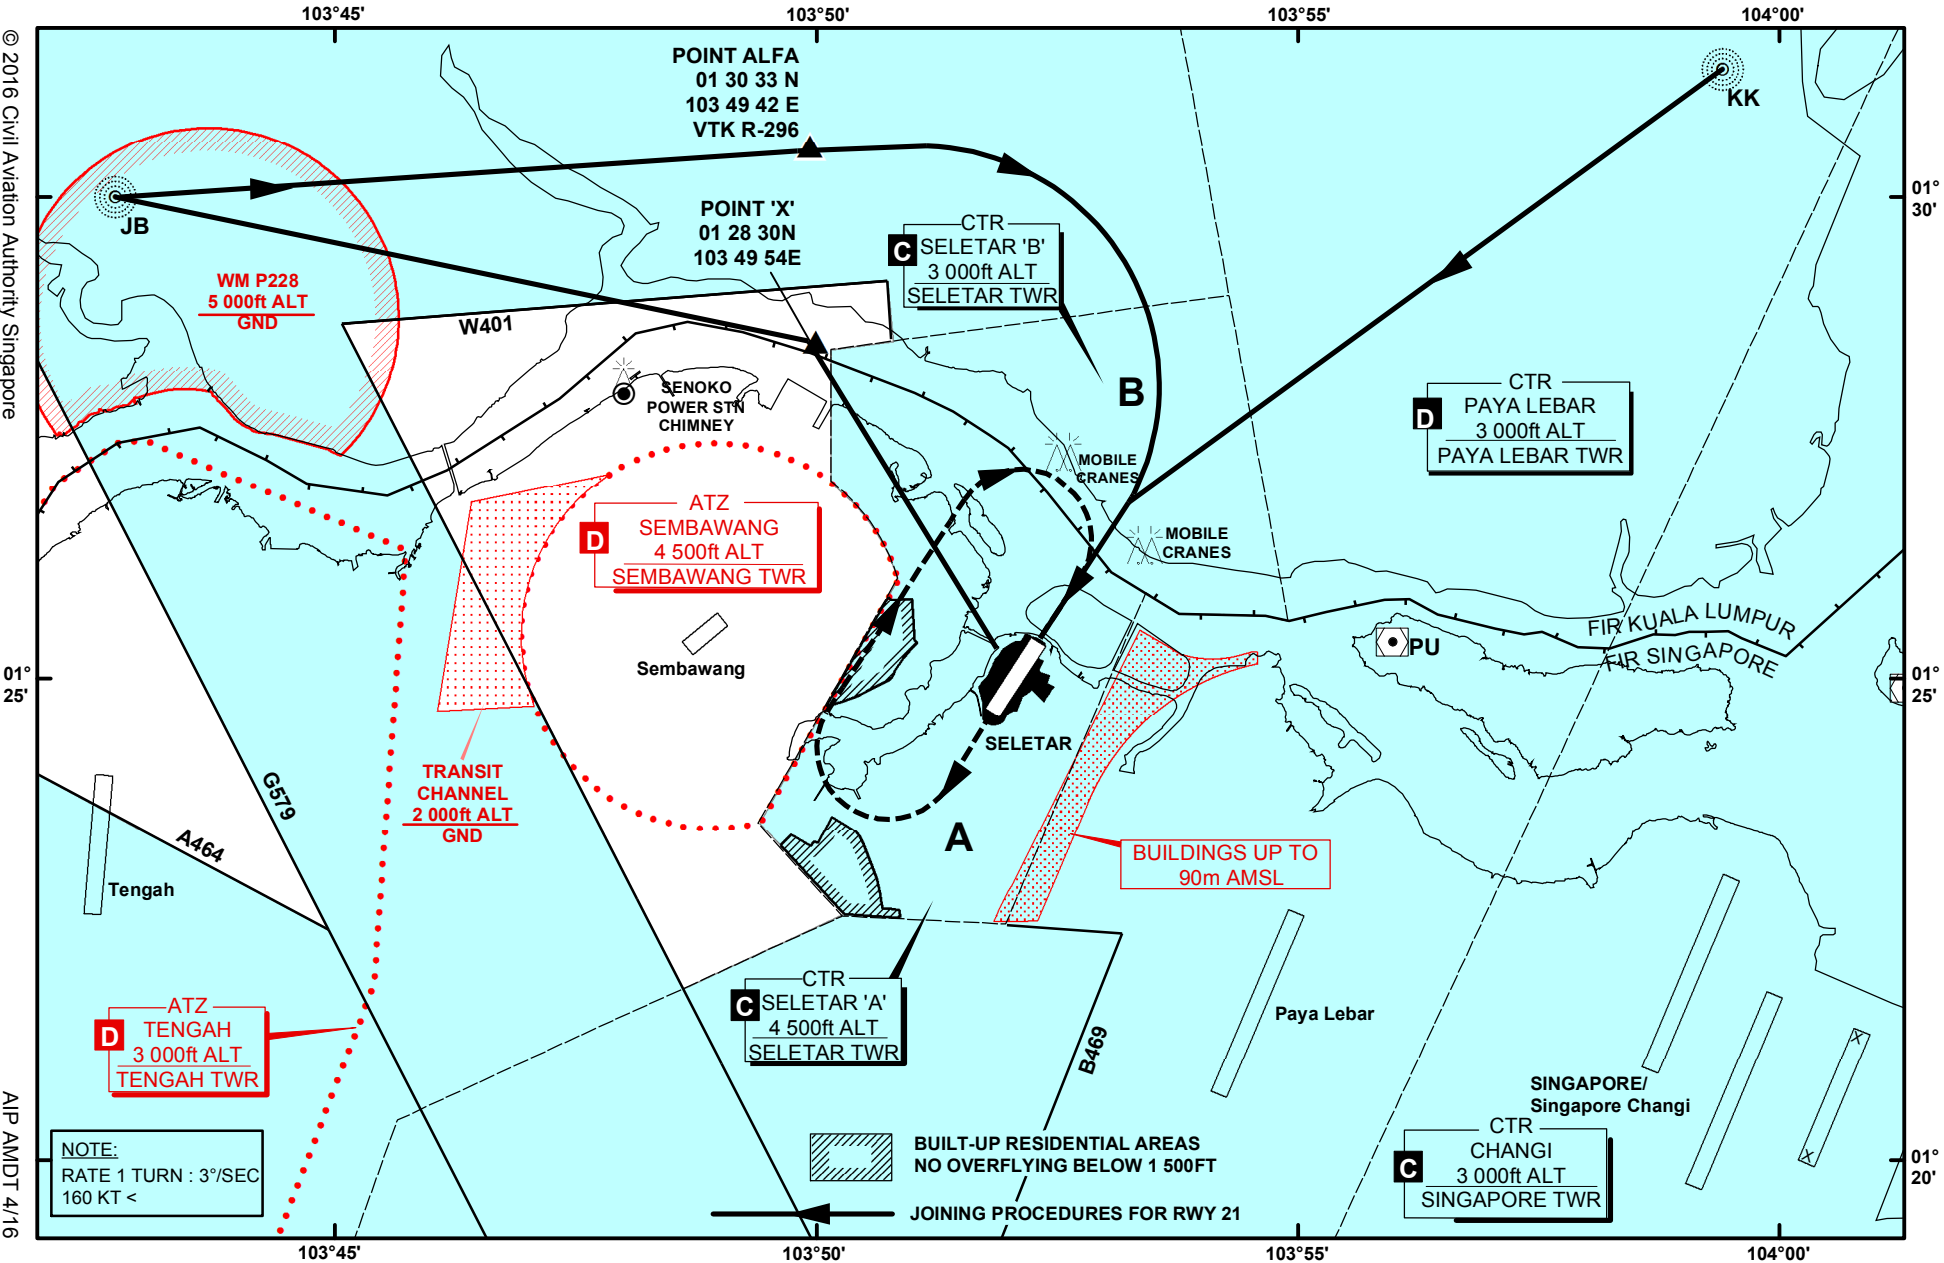 103°45'
103°50'
103°55'
104°00'
© 2016 Civil Aviation Authority Singapore
POINT ALFA
01 30 33 N
103 49 42 E
VTK R-296
KK
JB
01°
30'
POINT 'X'
01 28 30N
103 49 54E
CTR
C
SELETAR 'B'
3 000ft ALT
SELETAR TWR
WM P228
5 000ft ALT
GND
W401
SENOKO
POWER STN
CHIMNEY
B
CTR
D
PAYA LEBAR
3 000ft ALT
PAYA LEBAR TWR
MOBILE
CRANES
MOBILE
CRANES
ATZ
D
SEMBAWANG
4 500ft ALT
SEMBAWANG TWR
Sembawang
FIR KUALA LUMPUR
FIR SINGAPORE
PU
01°
25'
01°
25'
SELETAR
TRANSIT
CHANNEL
2 000ft ALT
GND
G579
A464
Tengah
A
BUILDINGS UP TO
90m AMSL
CTR
C
SELETAR 'A'
4 500ft ALT
SELETAR TWR
B469
Paya Lebar
ATZ
D
TENGAH
3 000ft ALT
TENGAH TWR
SINGAPORE/
Singapore Changi
X
X
CTR
C
CHANGI
3 000ft ALT
SINGAPORE TWR
NOTE:
RATE 1 TURN : 3°/SEC
160 KT <
BUILT-UP RESIDENTIAL AREAS
NO OVERFLYING BELOW 1 500FT
JOINING PROCEDURES FOR RWY 21
01°
20'
AIP AMDT 4/16
103°45'
103°50'
103°55'
104°00'